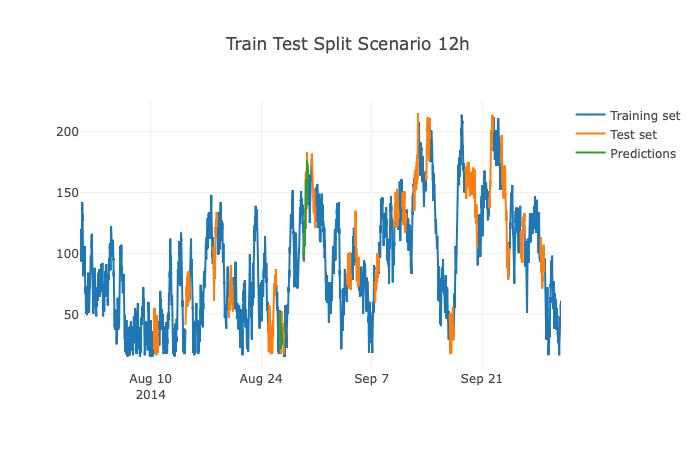 Train Test Split Scenario 12h
Training set
Test set
Predictions
200
150
100
50
Aug 10
2014
Aug 24
Sep 7
Sep 21